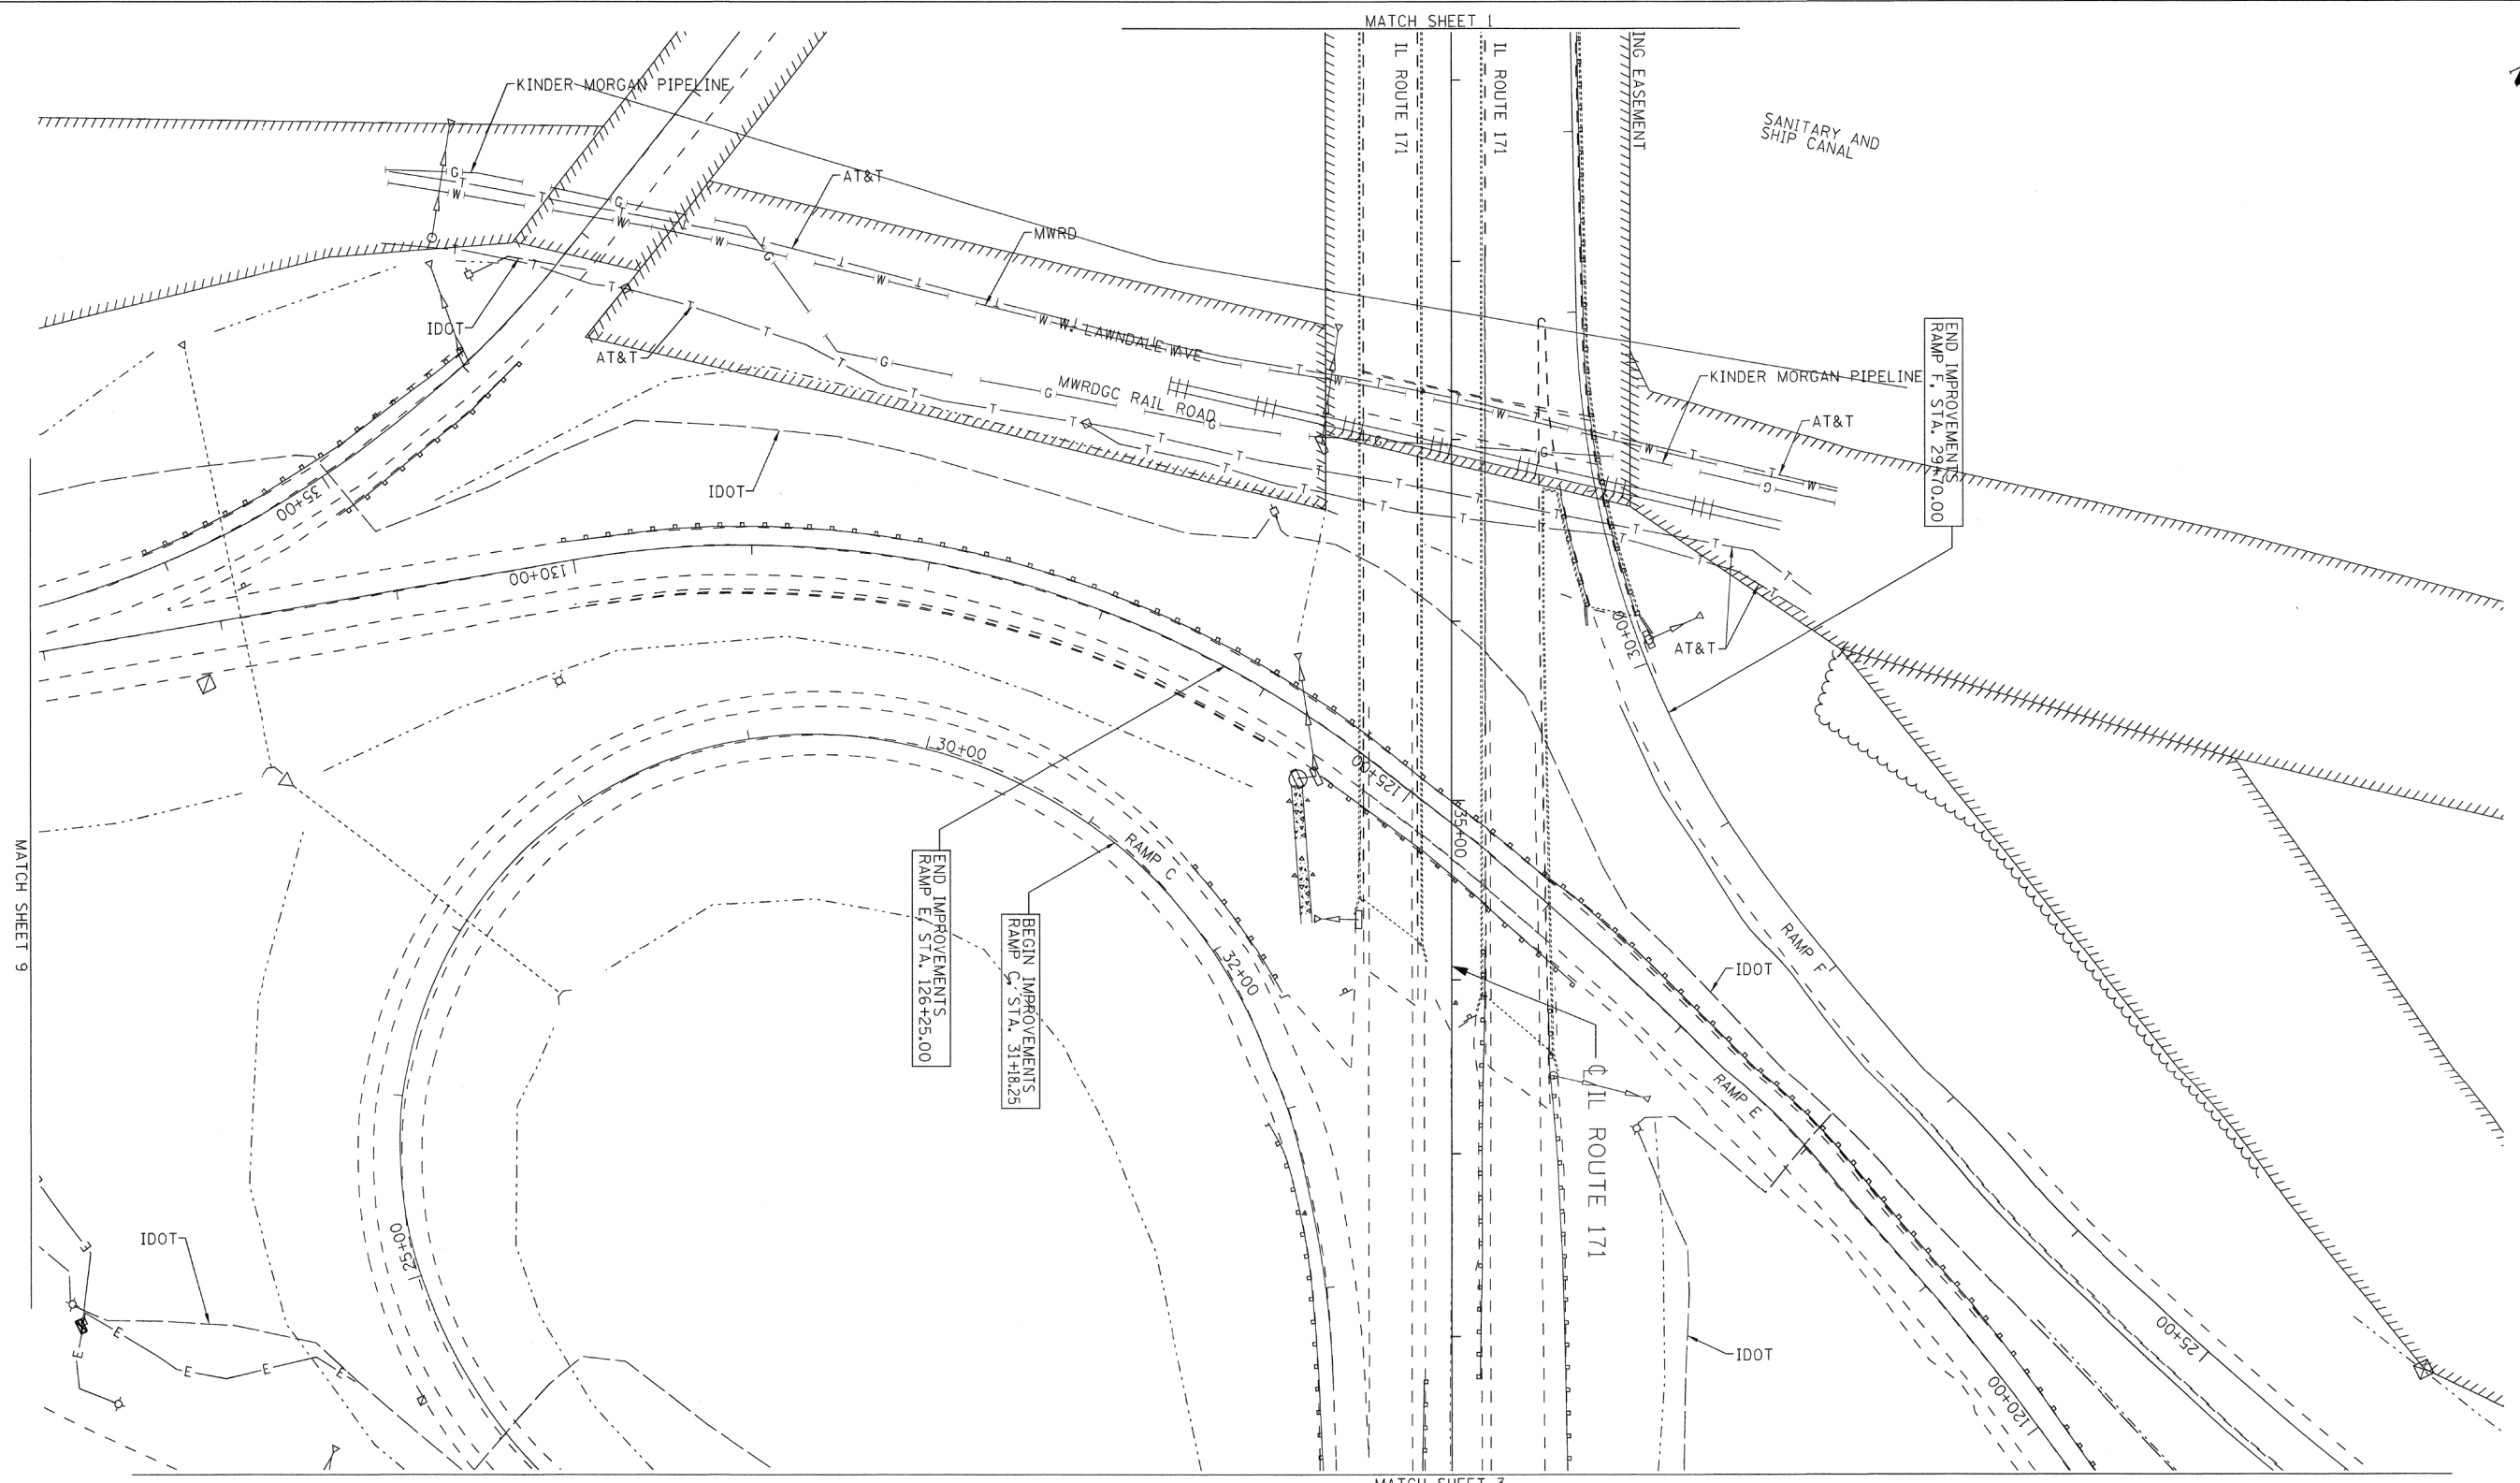 MATCH SHEET 1
KINDER MORGAN PIPELINE
IL ROUTE 171
IL ROUTE 171
ING EASEMENT
SANITARY AND
SHIP CANAL
AT&T
MWRD
IDOT
AT&T
W. LAWNDALE AVE
MWRDGC RAIL ROAD
KINDER MORGAN PIPELINE
AT&T
END IMPROVEMENTS
RAMP F, STA. 29+70.00
IDOT
35+00
130+00
30+00
AT&T
30+00
125+00
35+00
RAMP C
END IMPROVEMENTS
RAMP E, STA. 126+25.00
BEGIN IMPROVEMENTS
RAMP C, STA. 31+18.25
32+00
RAMP F
IDOT
RAMP E
℄ IL ROUTE 171
MATCH SHEET 9
IDOT
25+00
IDOT
25+00
120+00
MATCH SHEET 3